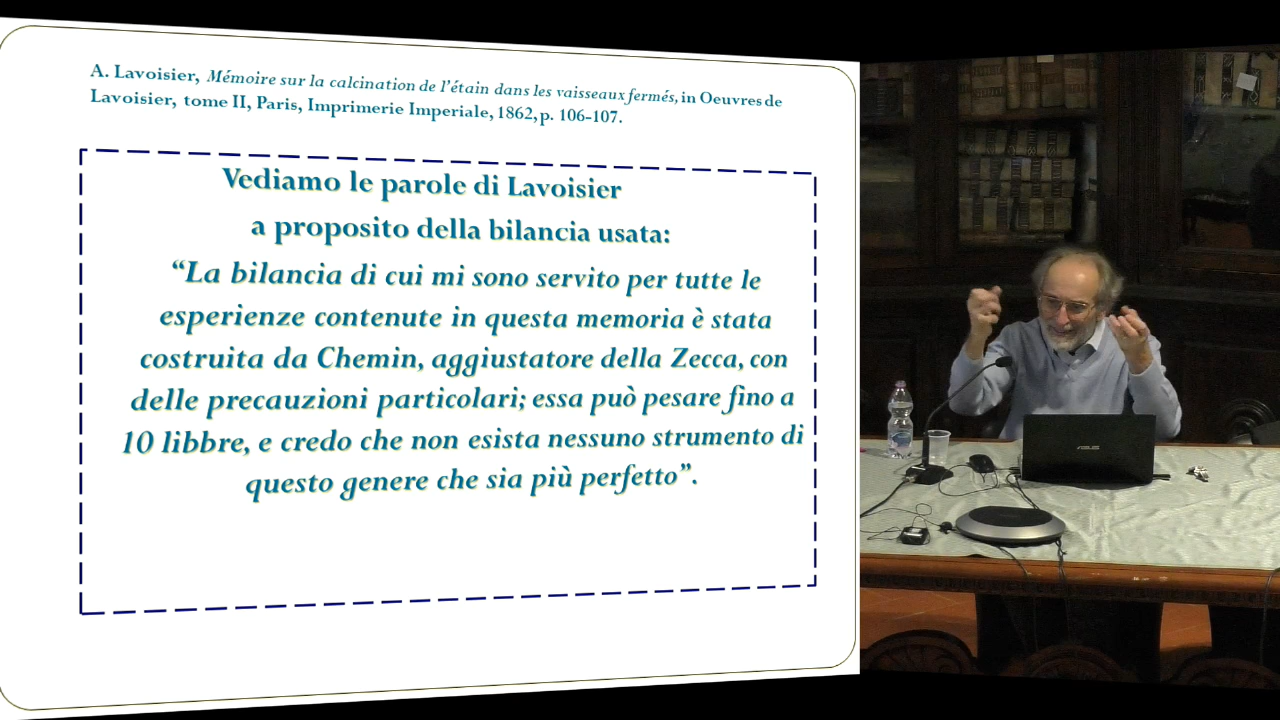 A. Lavoisier, Mémoire sur la calcination de l'étain dans les vaisseaux fermés, in Oeuvres de
Lavoisier, tome II, Paris, Imprimerie Imperiale, 1862, p. 106-107.
Vediamo le parole di Lavoisier
a proposito della bilancia usata:
“La bilancia di cui mi sono servito per tutte le
esperienze contenute in questa memoria è stata
costruita da Chemin, aggiustatore della Zecca, con
delle precauzioni particolari; essa può pesare fino a
10 libbre, e credo che non esista nessuno strumento di
questo genere che sia più perfetto”.
ASUS